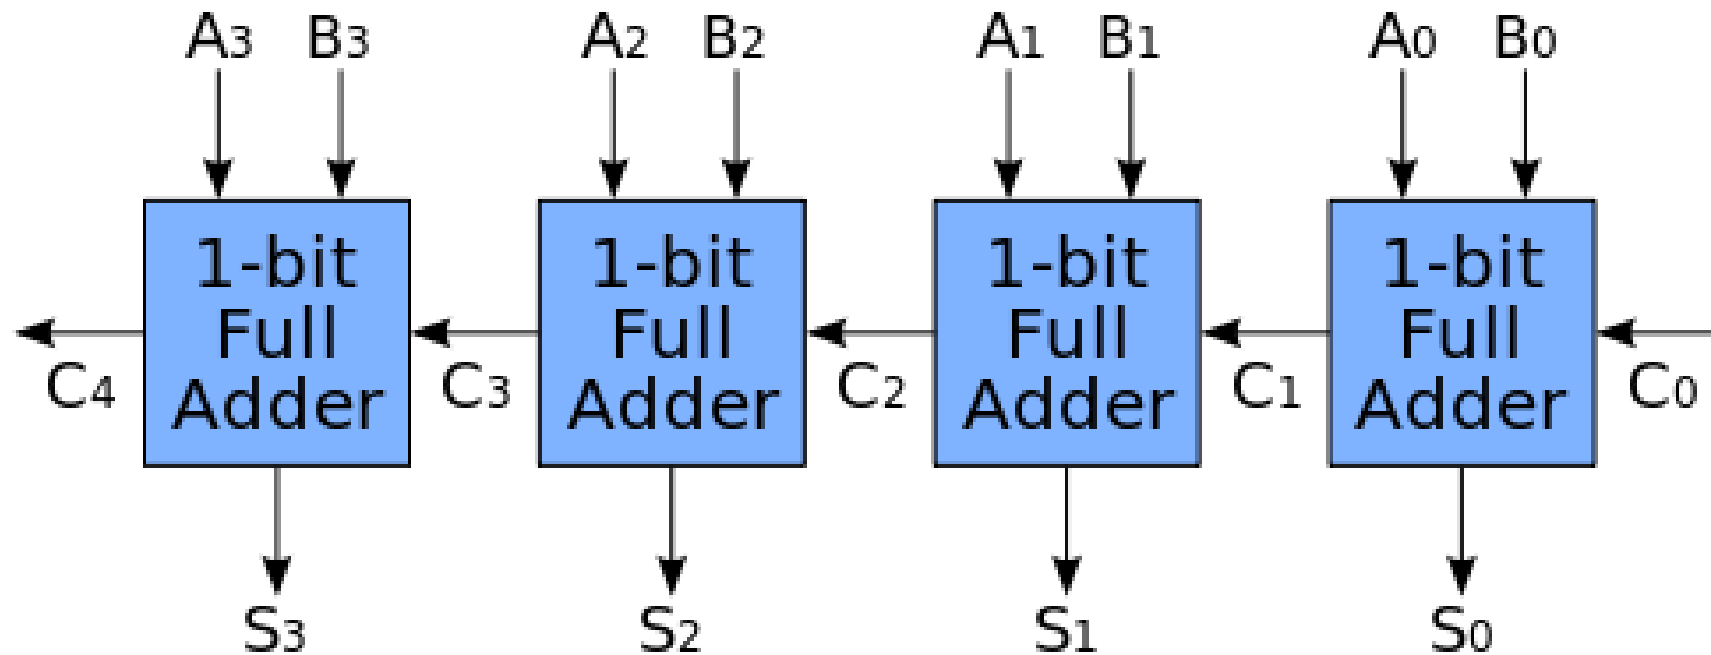 A3 B3 A2 B2 A1 B1 A0 B0
1-bit 1-bit 1-bit 1-bit
Full Full Full Full
Adder Adder Adder Adder
C4 C3 C2 C1 C0
S3 S2 S1 S0